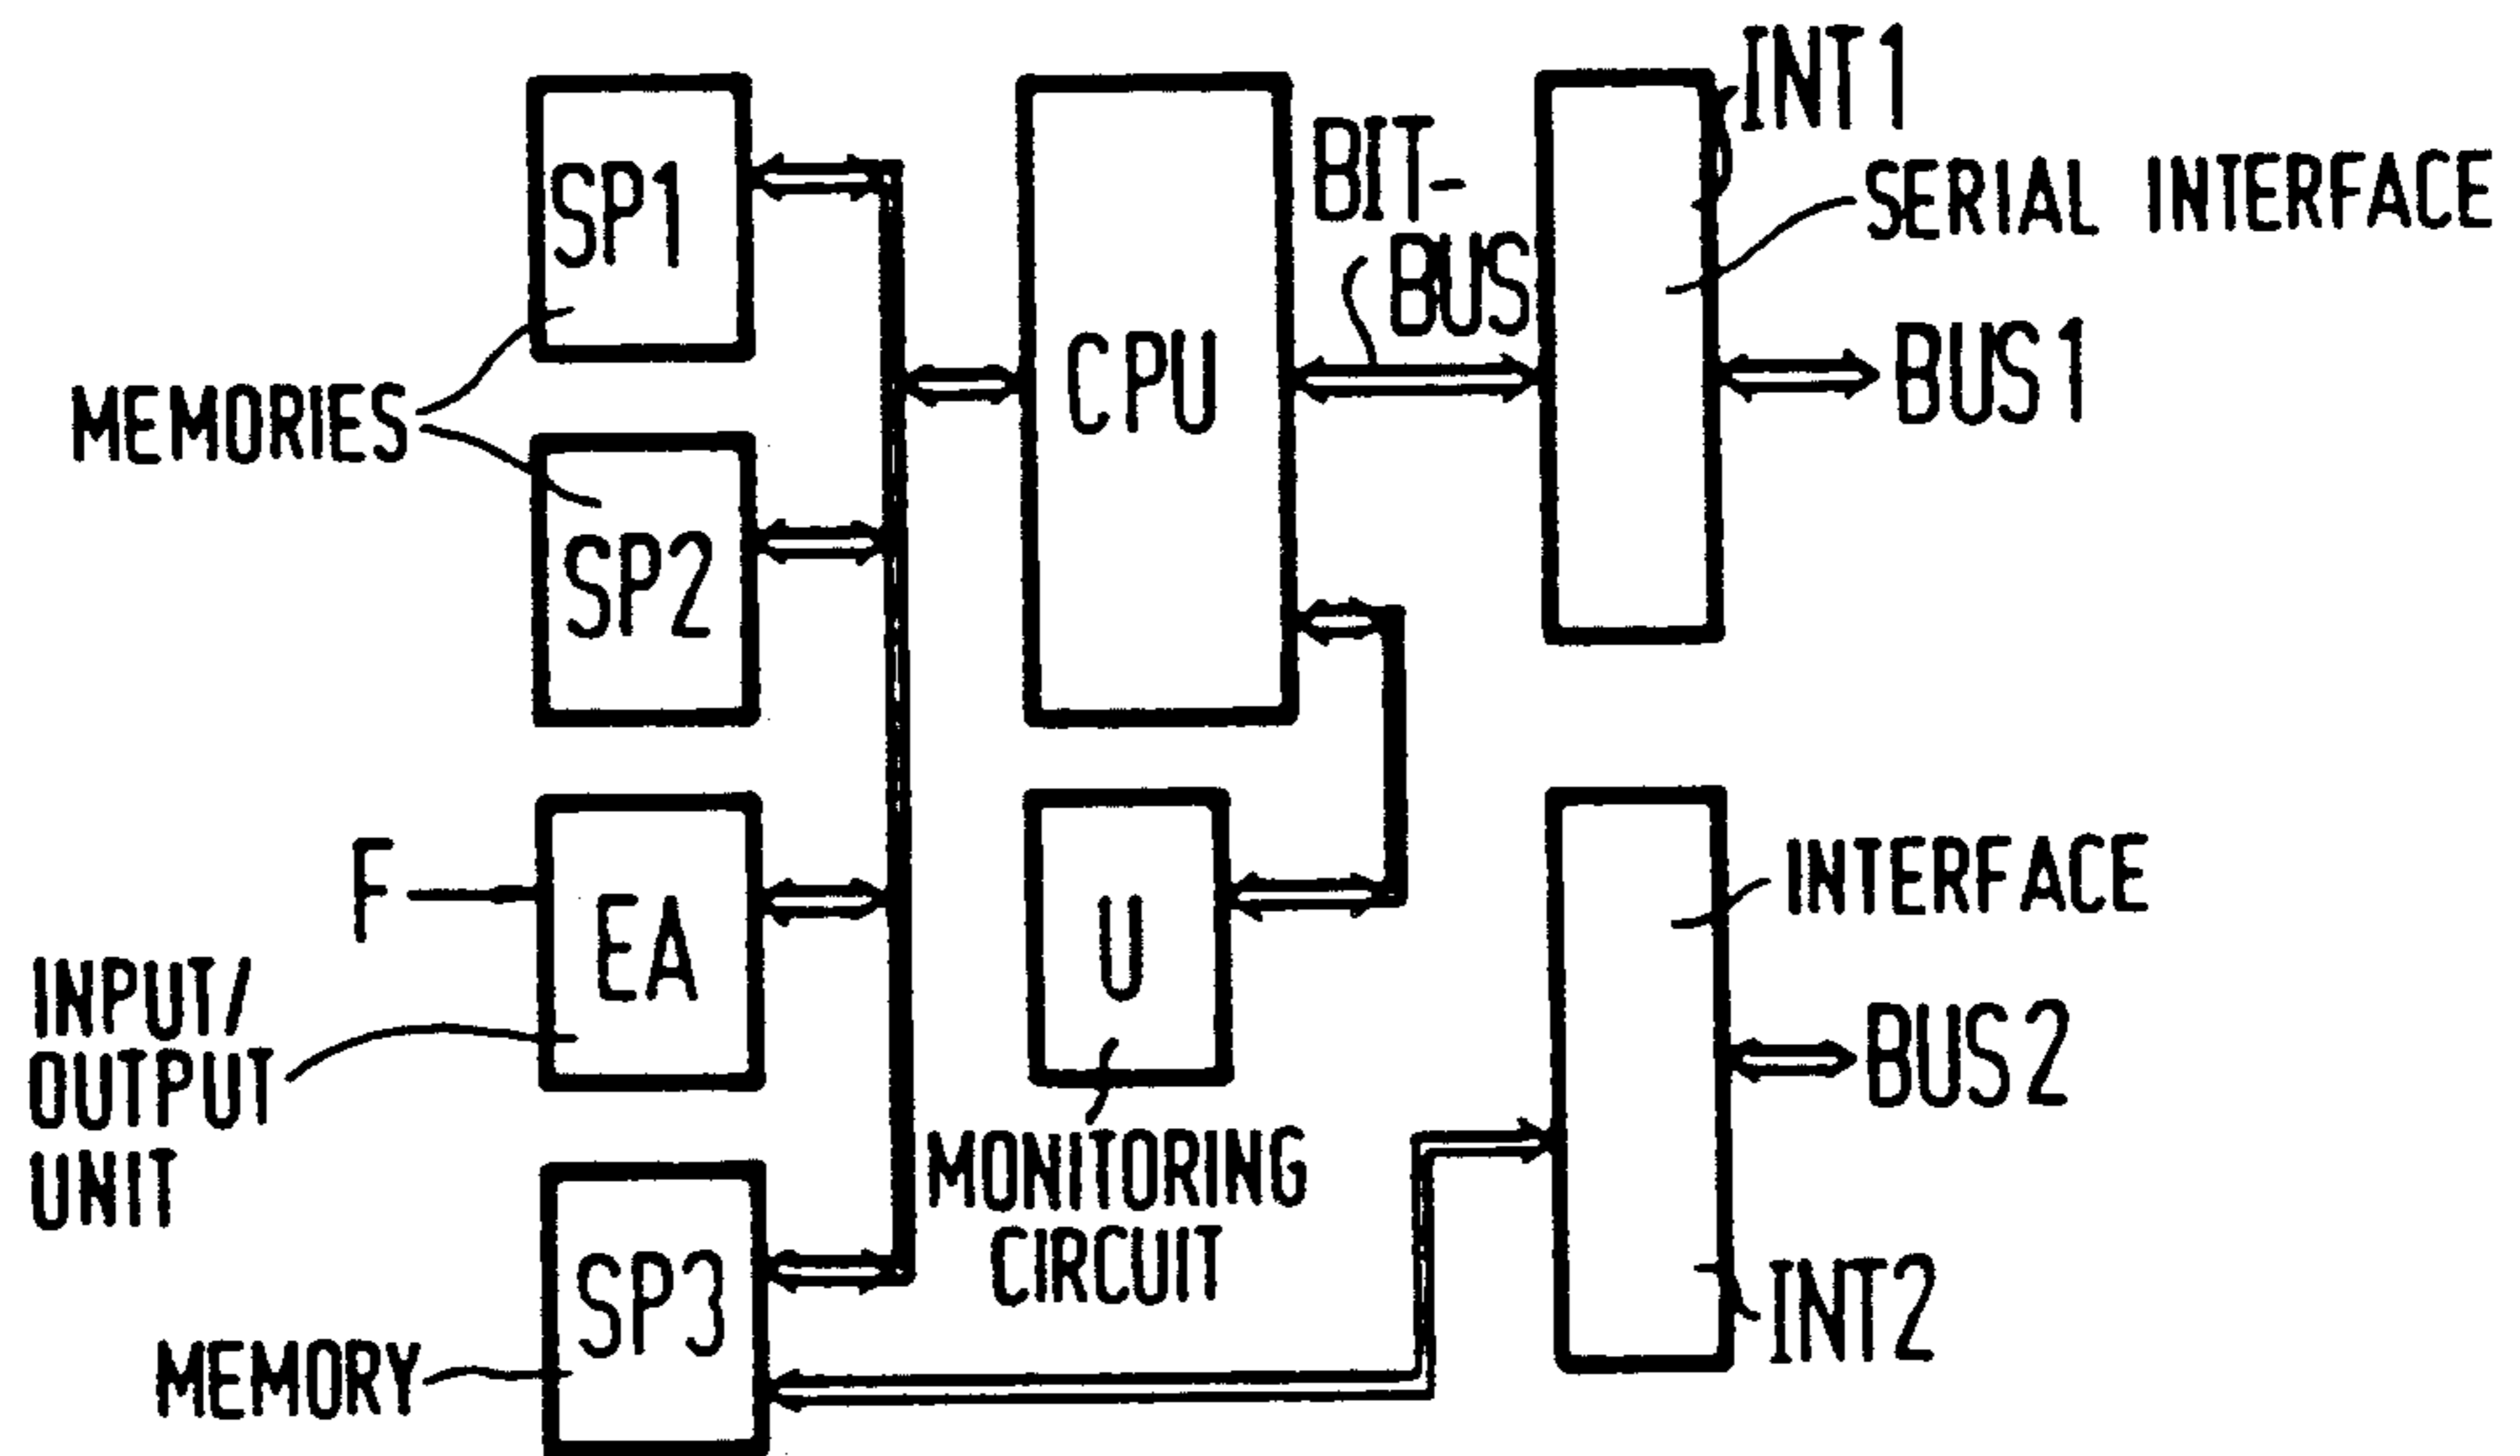 INT1
BIT-
SP1
SERIAL INTERFACE
BUS
CPU
BUS1
MEMORIES
SP2
F
EA
U
INTERFACE
INPUT/
OUTPUT
UNIT
BUS2
MONITORING
CIRCUIT
SP3
INT2
MEMORY